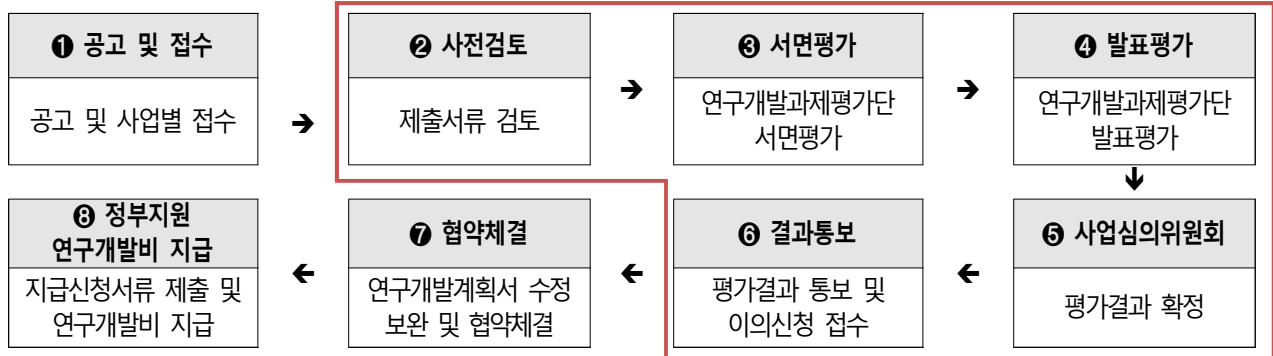 ❶ 공고 및 접수
공고 및 사업별 접수
➔
❷ 사전검토
제출서류 검토
➔
❸ 서면평가
연구개발과제평가단
서면평가
➔
❹ 발표평가
연구개발과제평가단
발표평가
🡻
❺ 사업심의위원회
평가결과 확정
🡸
❻ 결과통보
평가결과 통보 및
이의신청 접수
🡸
❼ 협약체결
연구개발계획서 수정
보완 및 협약체결
🡸
❽ 정부지원
연구개발비 지급
지급신청서류 제출 및
연구개발비 지급